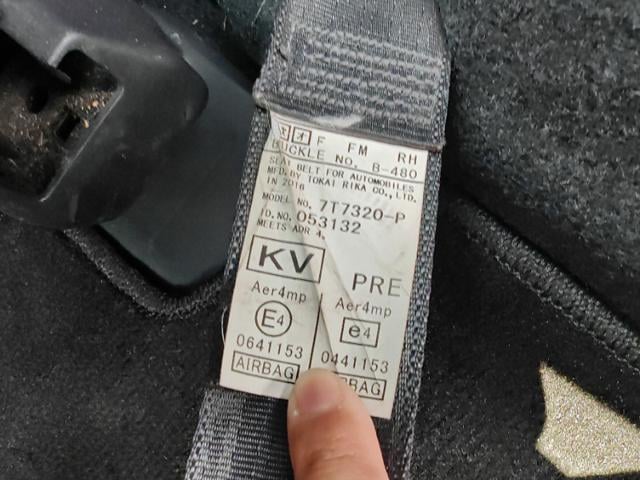 F FM RH
BUCKLE NO. B-480
SEAT BELT FOR AUTOMOBILES
MFD. BY TOKAI RIKA CO., LTD.
IN 2016
MODEL NO. 7T7320-P
ID.NO. 053132
MEETS ADR 4
KV PRE
Aer4mp Aer4mp
E4 e4
0641153 0441153
AIRBAG AIRBAG